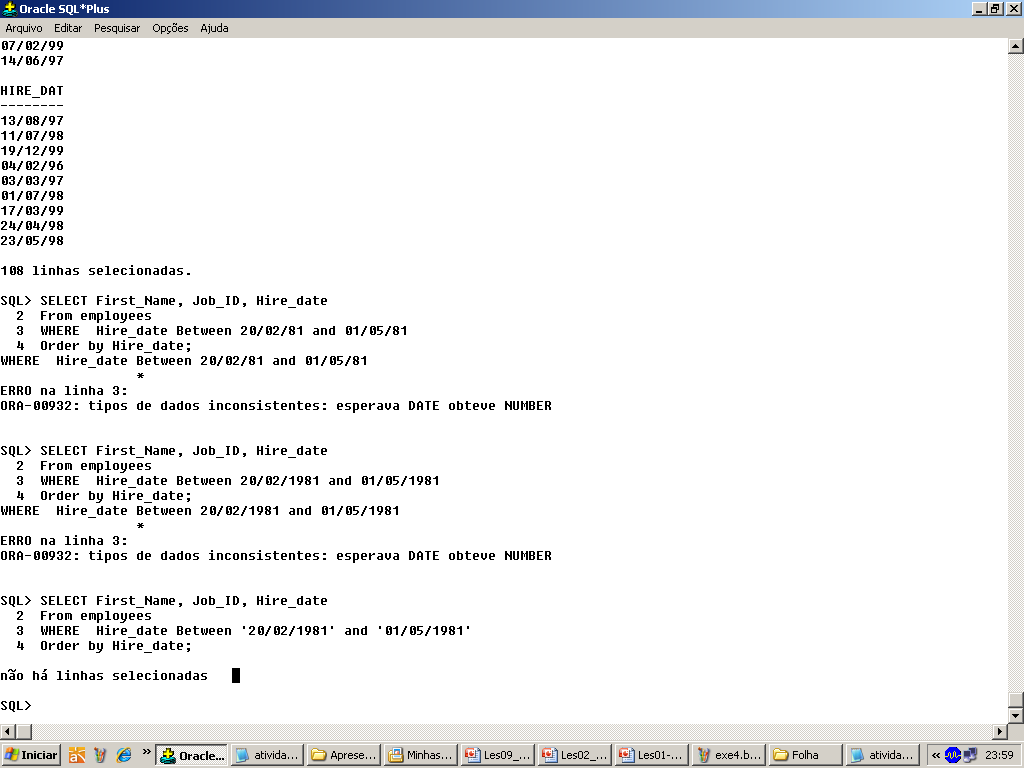 Oracle SQL*Plus
Arquivo Editar Pesquisar Opções Ajuda
07/02/99
14/06/97
HIRE_DAT
--------
13/08/97
11/07/98
19/12/99
04/02/96
03/03/97
01/07/98
17/03/99
24/04/98
23/05/98
108 linhas selecionadas.
SQL> SELECT First_Name, Job_ID, Hire_date
2 From employees
3 WHERE Hire_date Between 20/02/81 and 01/05/81
4 Order by Hire_date;
WHERE Hire_date Between 20/02/81 and 01/05/81
*
ERRO na linha 3:
ORA-00932: tipos de dados inconsistentes: esperava DATE obteve NUMBER
SQL> SELECT First_Name, Job_ID, Hire_date
2 From employees
3 WHERE Hire_date Between 20/02/1981 and 01/05/1981
4 Order by Hire_date;
WHERE Hire_date Between 20/02/1981 and 01/05/1981
*
ERRO na linha 3:
ORA-00932: tipos de dados inconsistentes: esperava DATE obteve NUMBER
SQL> SELECT First_Name, Job_ID, Hire_date
2 From employees
3 WHERE Hire_date Between '20/02/1981' and '01/05/1981'
4 Order by Hire_date;
não há linhas selecionadas
SQL>
Iniciar » Oracle... ativida... Aprese... Minhas... Les09_... Les02_... Les01-... exe4.b... Folha ativida... « 23:59